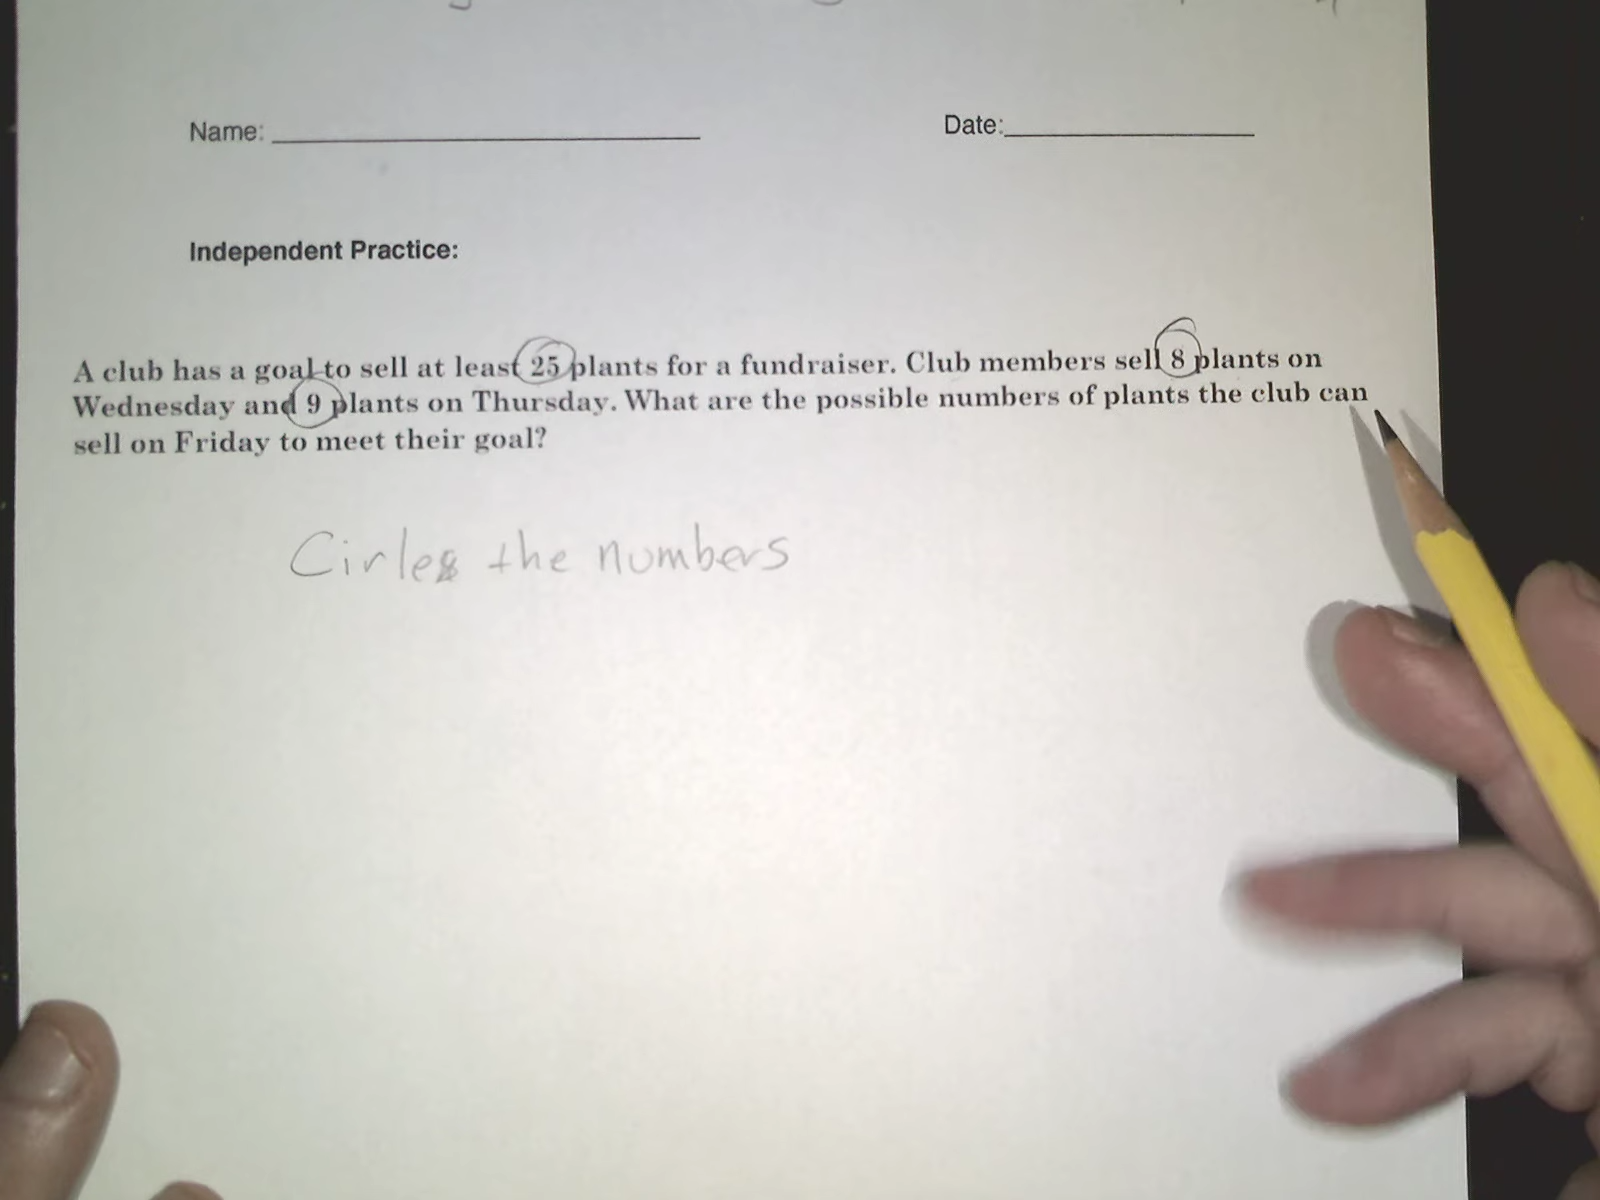 Name:
Date:
Independent Practice:
A club has a goal to sell at least 25 plants for a fundraiser. Club members sell 8 plants on
Wednesday and 9 plants on Thursday. What are the possible numbers of plants the club can
sell on Friday to meet their goal?
Cirles the numbers